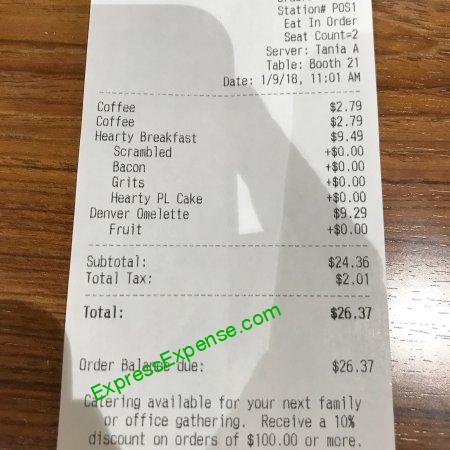 Station# POS1
Eat In Order
Seat Count=2
Server: Tania A
Table: Booth 21
Date: 1/9/18, 11:01 AM
Coffee $2.79
Coffee $2.79
Hearty Breakfast $9.49
Scrambled +$0.00
Bacon +$0.00
Grits +$0.00
Hearty PL Cake +$0.00
Denver Omelette $9.29
Fruit +$0.00
Subtotal: $24.36
Total Tax: $2.01
Total: $26.37
Order Balance due: $26.37
ExpressExpense.com
Catering available for your next family
or office gathering. Receive a 10%
discount on orders of $100.00 or more.